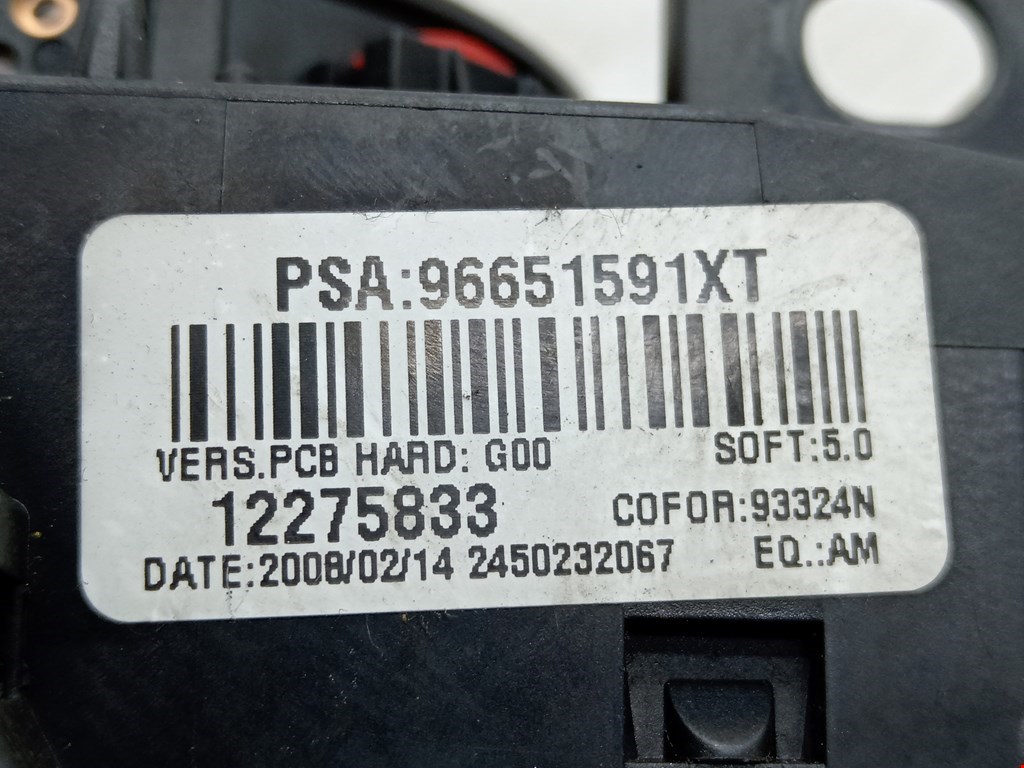 PSA:96651591XT
VERS.PCB HARD: G00 SOFT:5.0
12275833 COFOR:93324N
DATE:2008/02/14 2450232067 EQ.:AM